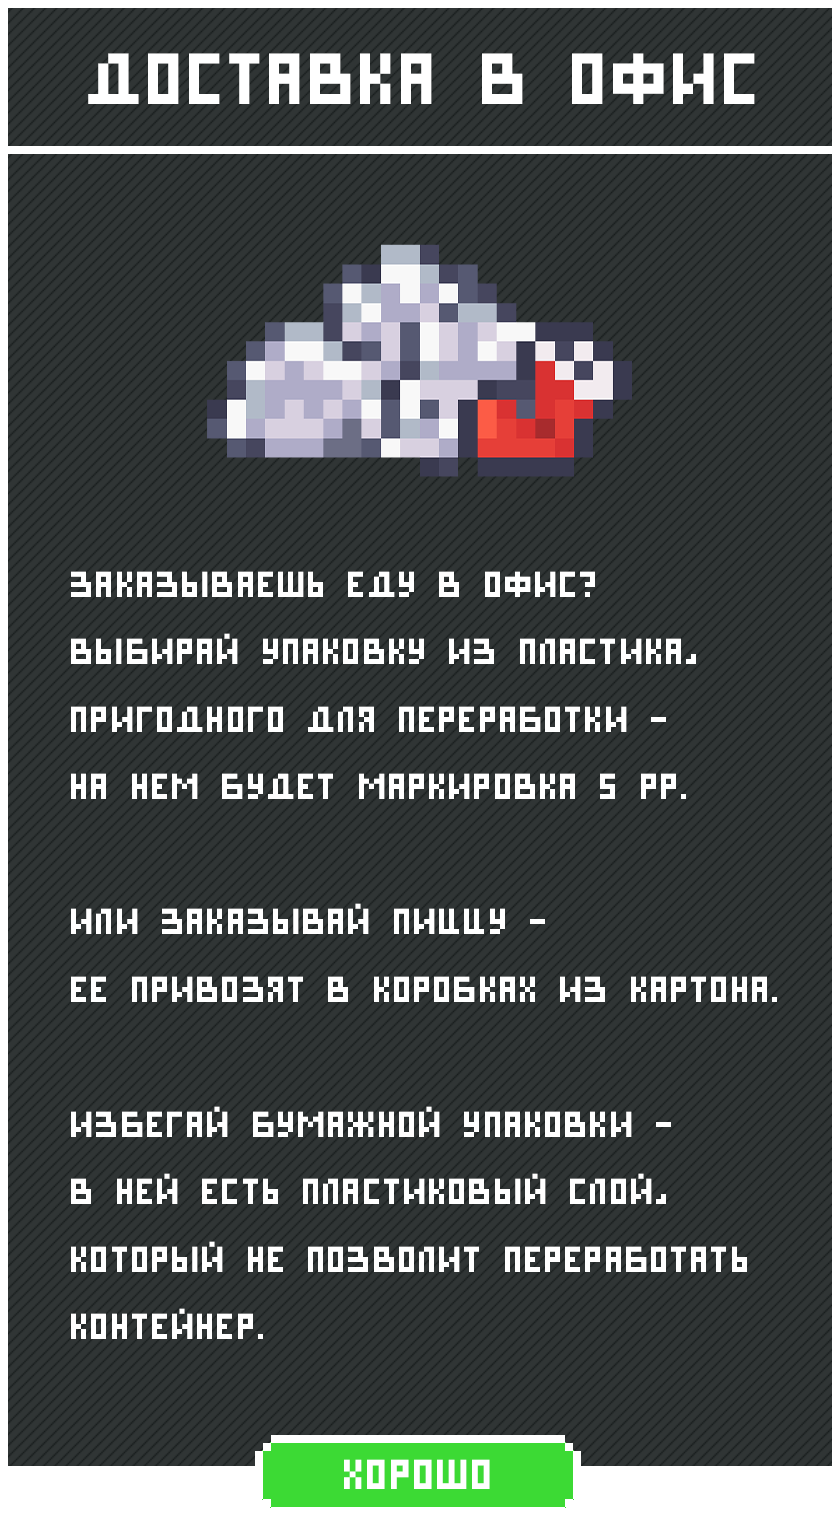 ДОСТАВКА В ОФИС
ЗАКАЗЫВАЕШЬ ЕДУ В ОФИС?
ВЫБИРАЙ УПАКОВКУ ИЗ ПЛАСТИКА,
ПРИГОДНОГО ДЛЯ ПЕРЕРАБОТКИ –
НА НЕМ БУДЕТ МАРКИРОВКА 5 PP.
ИЛИ ЗАКАЗЫВАЙ ПИЦЦУ –
ЕЕ ПРИВОЗЯТ В КОРОБКАХ ИЗ КАРТОНА.
ИЗБЕГАЙ БУМАЖНОЙ УПАКОВКИ –
В НЕЙ ЕСТЬ ПЛАСТИКОВЫЙ СЛОЙ,
КОТОРЫЙ НЕ ПОЗВОЛИТ ПЕРЕРАБОТАТЬ
КОНТЕЙНЕР.
ХОРОШО